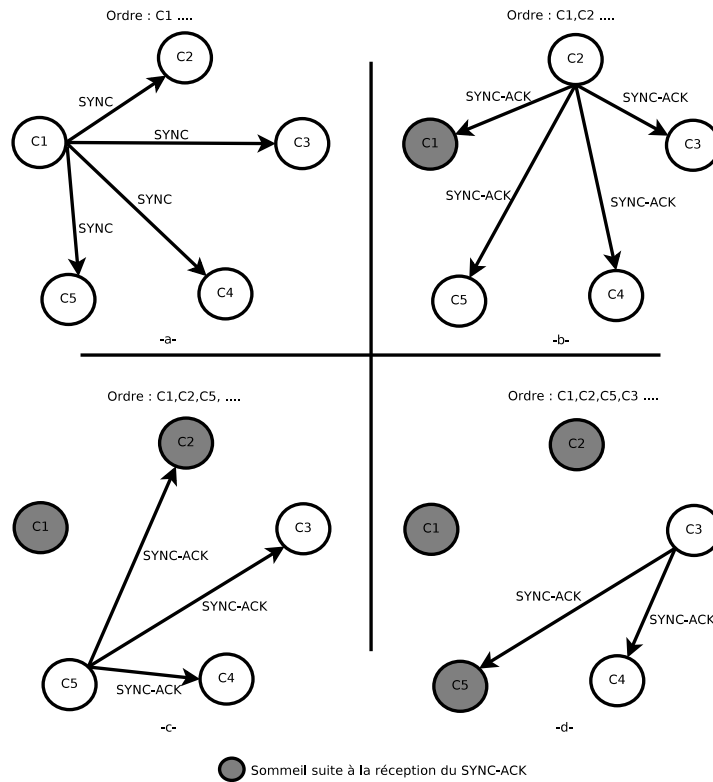 Ordre : C1 ....
C2
SYNC
C1
SYNC
C3
SYNC
SYNC
C5
C4
-a-
Ordre : C1,C2 ....
C2
SYNC-ACK
SYNC-ACK
C1
C3
SYNC-ACK
SYNC-ACK
C5
C4
-b-
Ordre : C1,C2,C5, ....
C2
C1
C3
SYNC-ACK
SYNC-ACK
C5
SYNC-ACK
C4
-c-
Ordre : C1,C2,C5,C3 ....
C2
C1
C3
SYNC-ACK
SYNC-ACK
C5
C4
-d-
Sommeil suite à la réception du SYNC-ACK